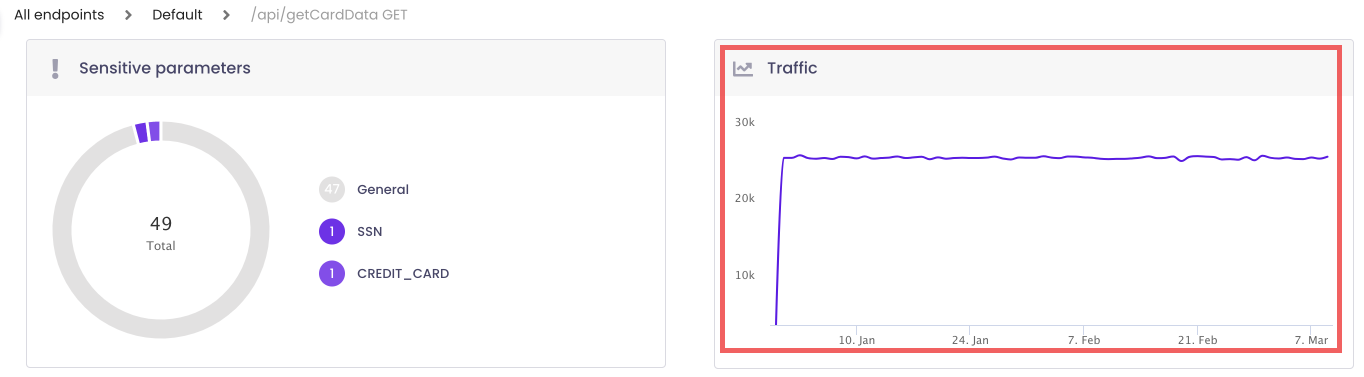 All endpoints > Default > /api/getCardData GET
Sensitive parameters
49
Total
47 General
1 SSN
1 CREDIT_CARD
Traffic
30k
20k
10k
10. Jan 24. Jan 7. Feb 21. Feb 7. Mar